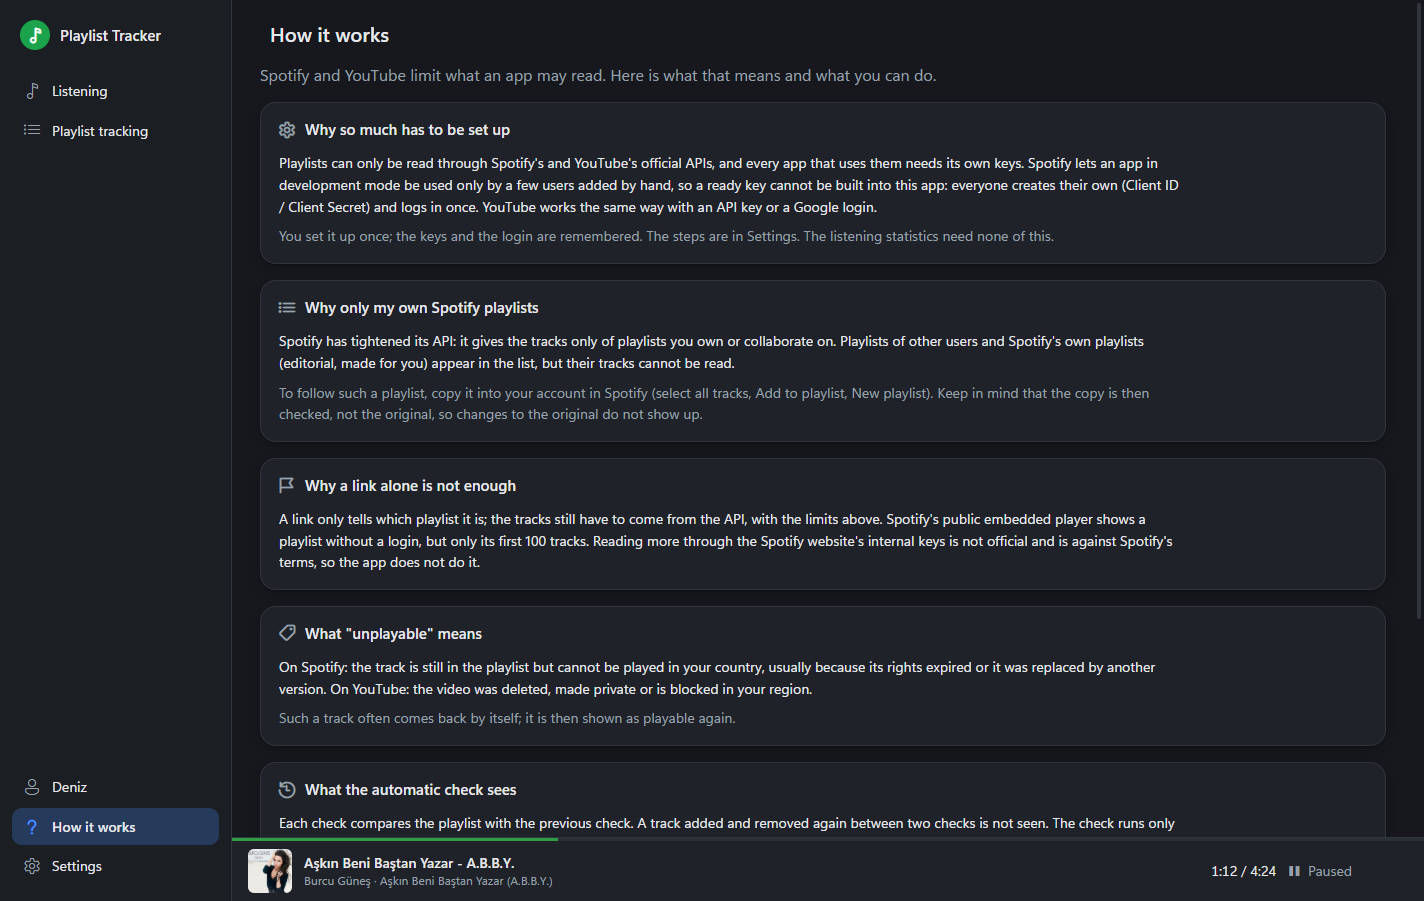 Playlist Tracker
Listening
Playlist tracking
Deniz
How it works
Settings
How it works
Spotify and YouTube limit what an app may read. Here is what that means and what you can do.
Why so much has to be set up
Playlists can only be read through Spotify's and YouTube's official APIs, and every app that uses them needs its own keys. Spotify lets an app in
development mode be used only by a few users added by hand, so a ready key cannot be built into this app: everyone creates their own (Client ID
/ Client Secret) and logs in once. YouTube works the same way with an API key or a Google login.
You set it up once; the keys and the login are remembered. The steps are in Settings. The listening statistics need none of this.
Why only my own Spotify playlists
Spotify has tightened its API: it gives the tracks only of playlists you own or collaborate on. Playlists of other users and Spotify's own playlists
(editorial, made for you) appear in the list, but their tracks cannot be read.
To follow such a playlist, copy it into your account in Spotify (select all tracks, Add to playlist, New playlist). Keep in mind that the copy is then
checked, not the original, so changes to the original do not show up.
Why a link alone is not enough
A link only tells which playlist it is; the tracks still have to come from the API, with the limits above. Spotify's public embedded player shows a
playlist without a login, but only its first 100 tracks. Reading more through the Spotify website's internal keys is not official and is against Spotify's
terms, so the app does not do it.
What "unplayable" means
On Spotify: the track is still in the playlist but cannot be played in your country, usually because its rights expired or it was replaced by another
version. On YouTube: the video was deleted, made private or is blocked in your region.
Such a track often comes back by itself; it is then shown as playable again.
What the automatic check sees
Each check compares the playlist with the previous check. A track added and removed again between two checks is not seen. The check runs only
Aşkın Beni Baştan Yazar - A.B.B.Y.
Burcu Güneş · Aşkın Beni Baştan Yazar (A.B.B.Y.)
1:12 / 4:24
Paused